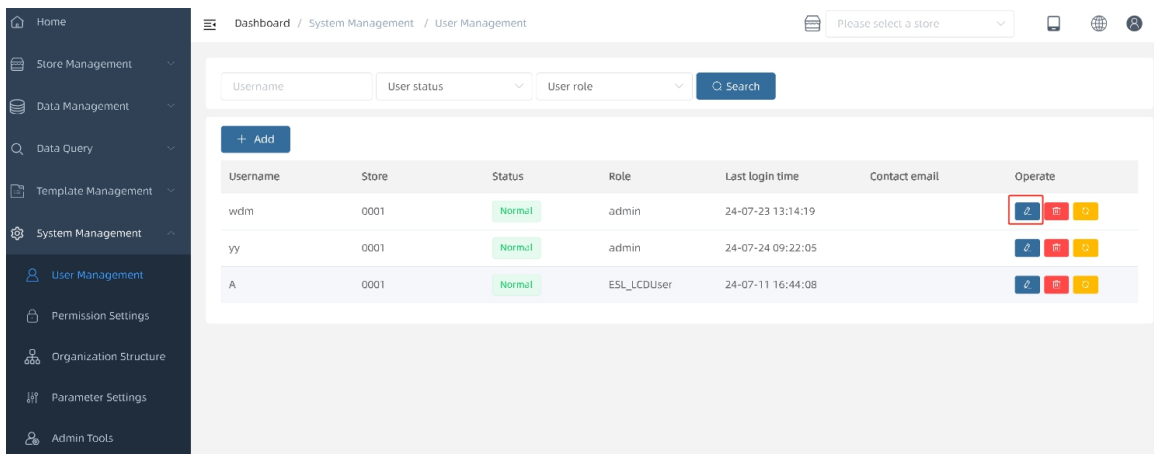 Home
Dashboard / System Management / User Management
Please select a store
Store Management
Data Management
Data Query
Template Management
System Management
User Management
Permission Settings
Organization Structure
Parameter Settings
Admin Tools
Username User status User role Search
+ Add
Username Store Status Role Last login time Contact email Operate
wdm 0001 Normal admin 24-07-23 13:14:19
yy 0001 Normal admin 24-07-24 09:22:05
A 0001 Normal ESL_LCDUser 24-07-11 16:44:08